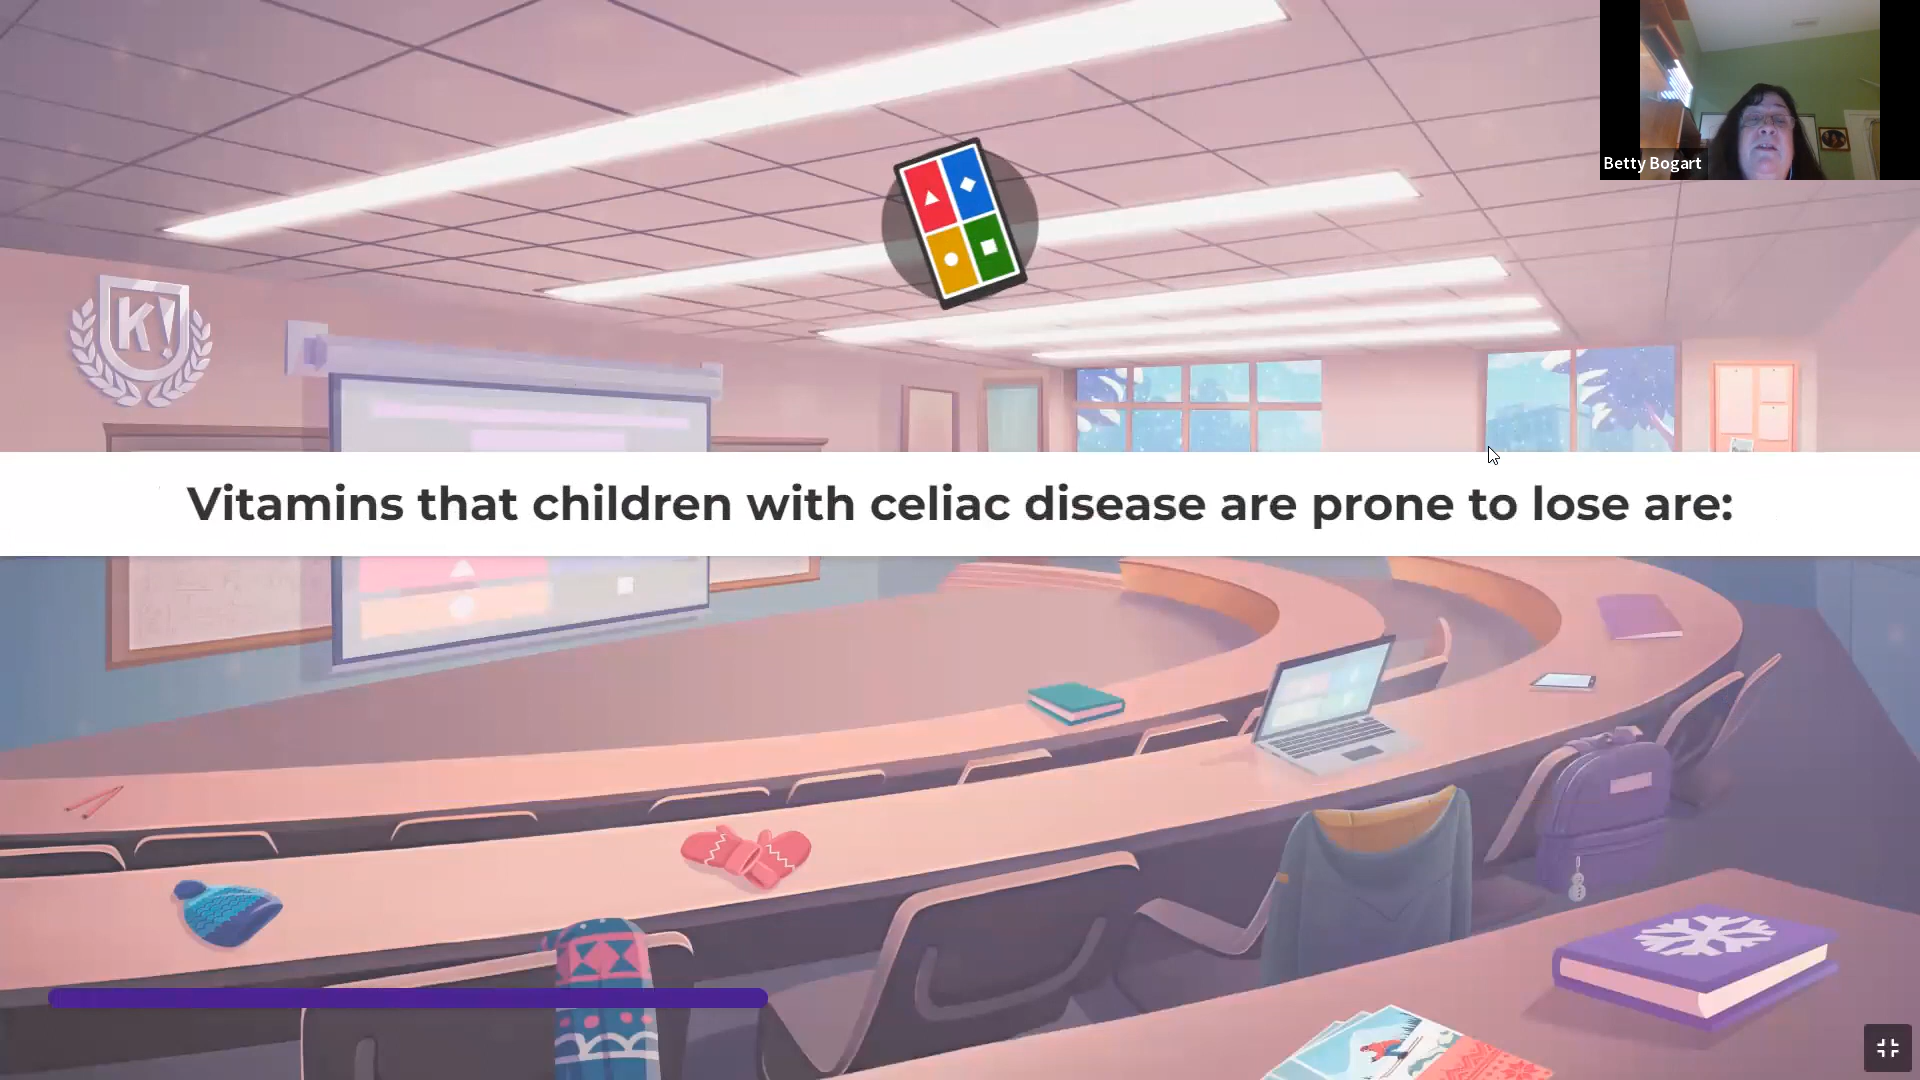 Betty Bogart
K!
Vitamins that children with celiac disease are prone to lose are: